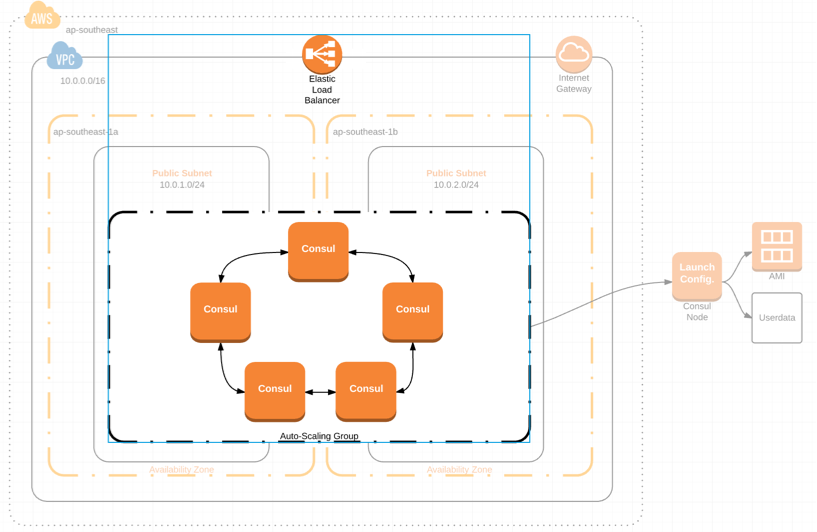 AWS
ap-southeast
VPC
10.0.0.0/16
Elastic
Load
Balancer
Internet
Gateway
ap-southeast-1a
ap-southeast-1b
Public Subnet
10.0.1.0/24
Public Subnet
10.0.2.0/24
Consul
Consul
Consul
Consul
Consul
Auto-Scaling Group
Availability Zone
Availability Zone
Launch
Config.
Consul
Node
AMI
Userdata